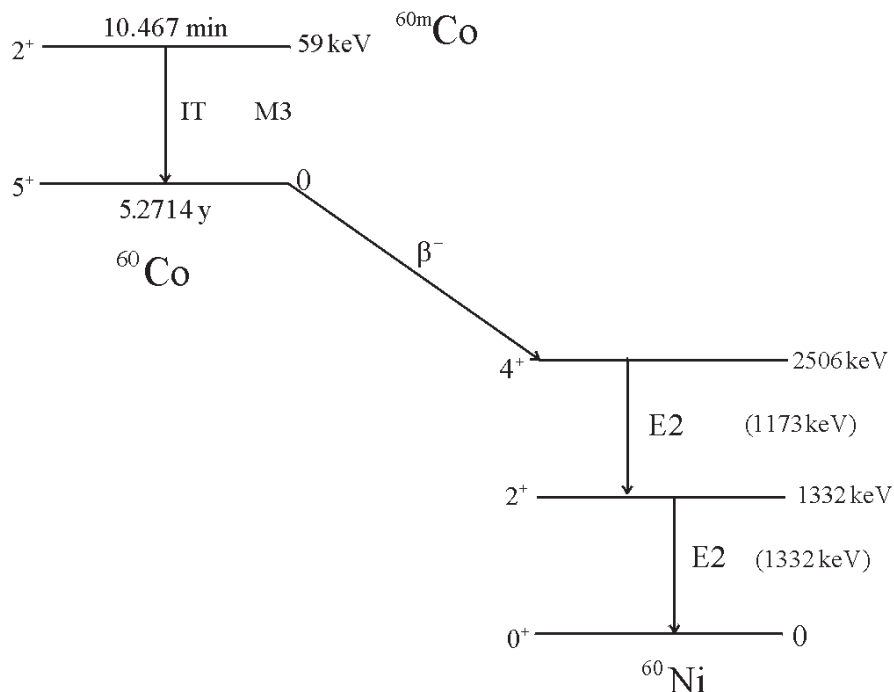 10.467 min
2⁺ 59 keV ⁶⁰ᵐCo
IT M3
5⁺ 0
5.2714 y
⁶⁰Co
β⁻
4⁺ 2506 keV
E2 (1173 keV)
2⁺ 1332 keV
E2 (1332 keV)
0⁺ 0
⁶⁰Ni